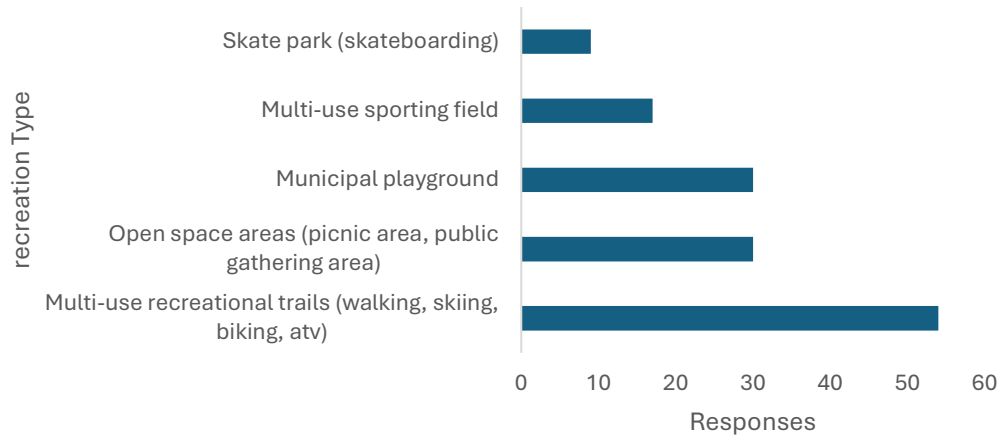 Skate park (skateboarding)
Multi-use sporting field
Municipal playground
Open space areas (picnic area, public
gathering area)
Multi-use recreational trails (walking, skiing,
biking, atv)
recreation Type
0 10 20 30 40 50 60
Responses